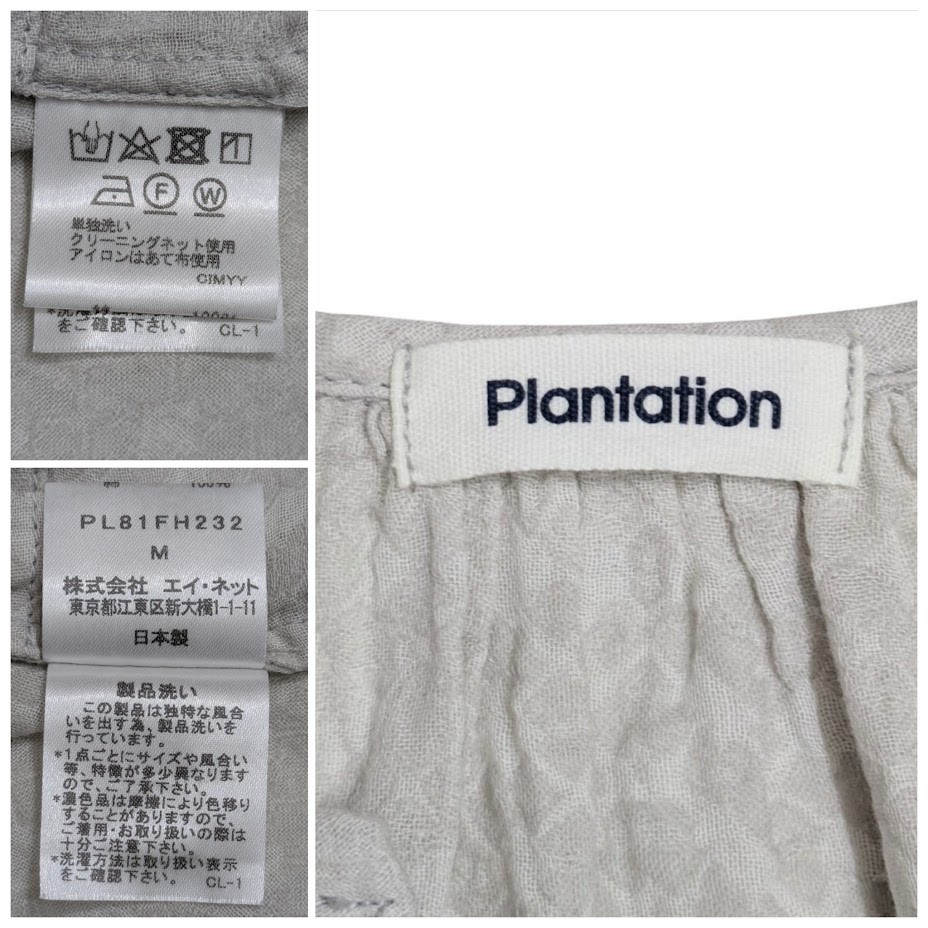 F
W
単独洗い
クリーニングネット使用
アイロンはあて布使用
CIMYY
をご確認下さい。 CL-1
Plantation
綿 100%
PL81FH232
M
株式会社 エイ・ネット
東京都江東区新大橋1-1-11
日本製
製品洗い
この製品は独特な風合
いを出す為、製品洗いを
行っています。
*1点ごとにサイズや風合い
等、特徴が多少異なります
ので、ご了承下さい。
*濃色品は摩擦により色移り
することがありますので、
ご着用・お取り扱いの際は
十分ご注意下さい。
*洗濯方法は取り扱い表示
をご確認下さい。 CL-1